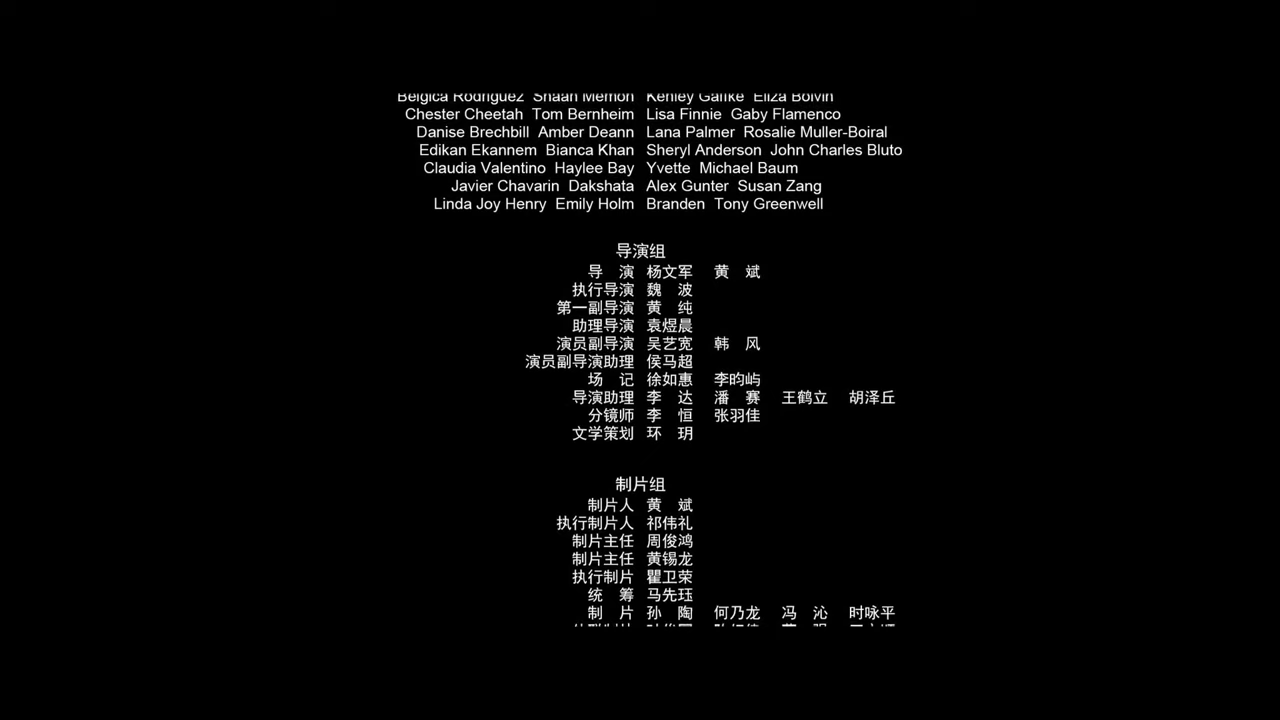 Belgica Rodriguez Shaan Memon Kenley Gaffke Eliza Boivin
Chester Cheetah Tom Bernheim Lisa Finnie Gaby Flamenco
Danise Brechbill Amber Deann Lana Palmer Rosalie Muller-Boiral
Edikan Ekannem Bianca Khan Sheryl Anderson John Charles Bluto
Claudia Valentino Haylee Bay Yvette Michael Baum
Javier Chavarin Dakshata Alex Gunter Susan Zang
Linda Joy Henry Emily Holm Branden Tony Greenwell
导演组
导 演 杨文军 黄 斌
执行导演 魏 波
第一副导演 黄 纯
助理导演 袁煜晨
演员副导演 吴艺宽 韩 风
演员副导演助理 侯马超
场 记 徐如惠 李昀屿
导演助理 李 达 潘 赛 王鹤立 胡泽丘
分镜师 李 恒 张羽佳
文学策划 环 玥
制片组
制片人 黄 斌
执行制片人 祁伟礼
制片主任 周俊鸿
制片主任 黄锡龙
执行制片 瞿卫荣
统 筹 马先珏
制 片 孙 陶 何乃龙 冯 沁 时咏平